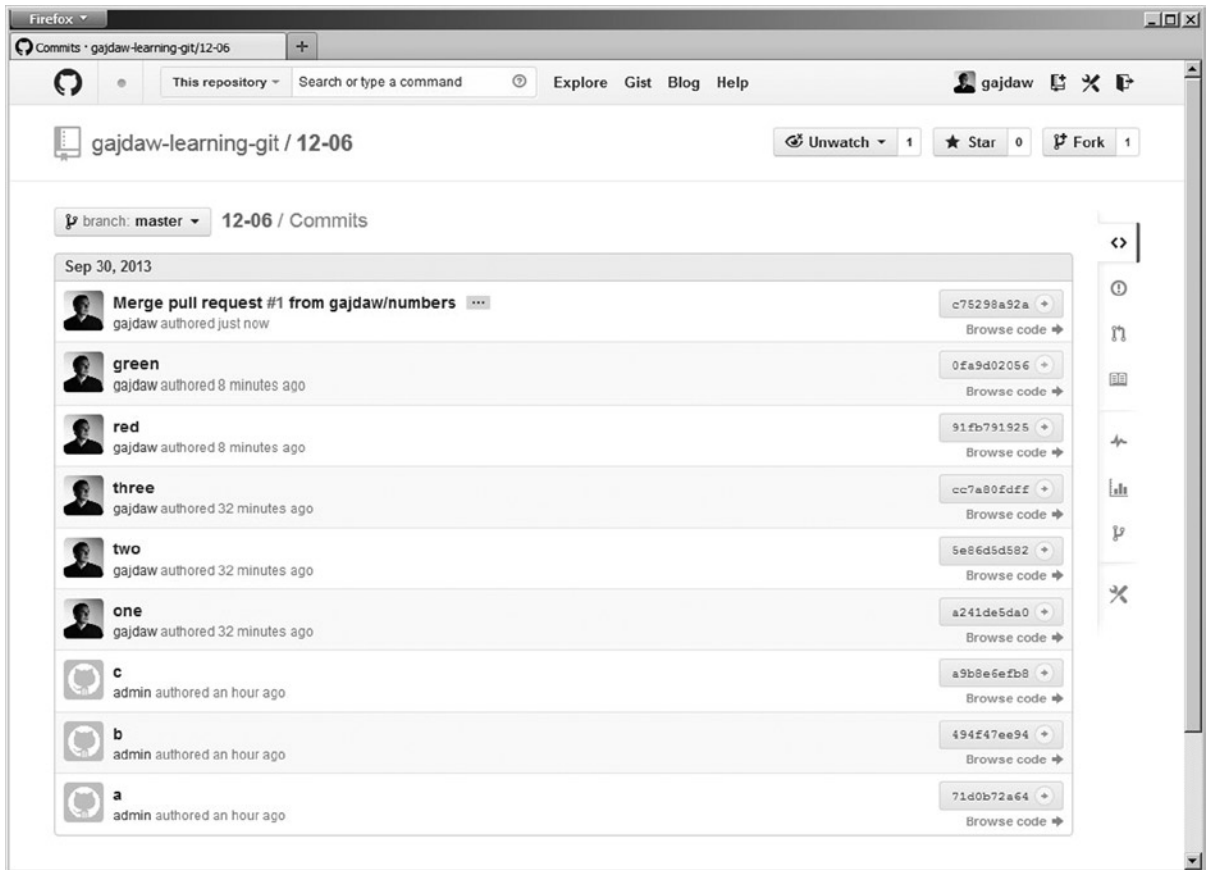 Firefox
Commits · gajdaw-learning-git/12-06
This repository Search or type a command Explore Gist Blog Help gajdaw
gajdaw-learning-git / 12-06 Unwatch 1 Star 0 Fork 1
branch: master 12-06 / Commits
Sep 30, 2013
Merge pull request #1 from gajdaw/numbers ... c75298a92a
gajdaw authored just now Browse code
green 0fa9d02056
gajdaw authored 8 minutes ago Browse code
red 91fb791925
gajdaw authored 8 minutes ago Browse code
three cc7a80fdff
gajdaw authored 32 minutes ago Browse code
two 5e86d5d582
gajdaw authored 32 minutes ago Browse code
one a241de5da0
gajdaw authored 32 minutes ago Browse code
c a9b8e6efb8
admin authored an hour ago Browse code
b 494f47ee94
admin authored an hour ago Browse code
a 71d0b72a64
admin authored an hour ago Browse code